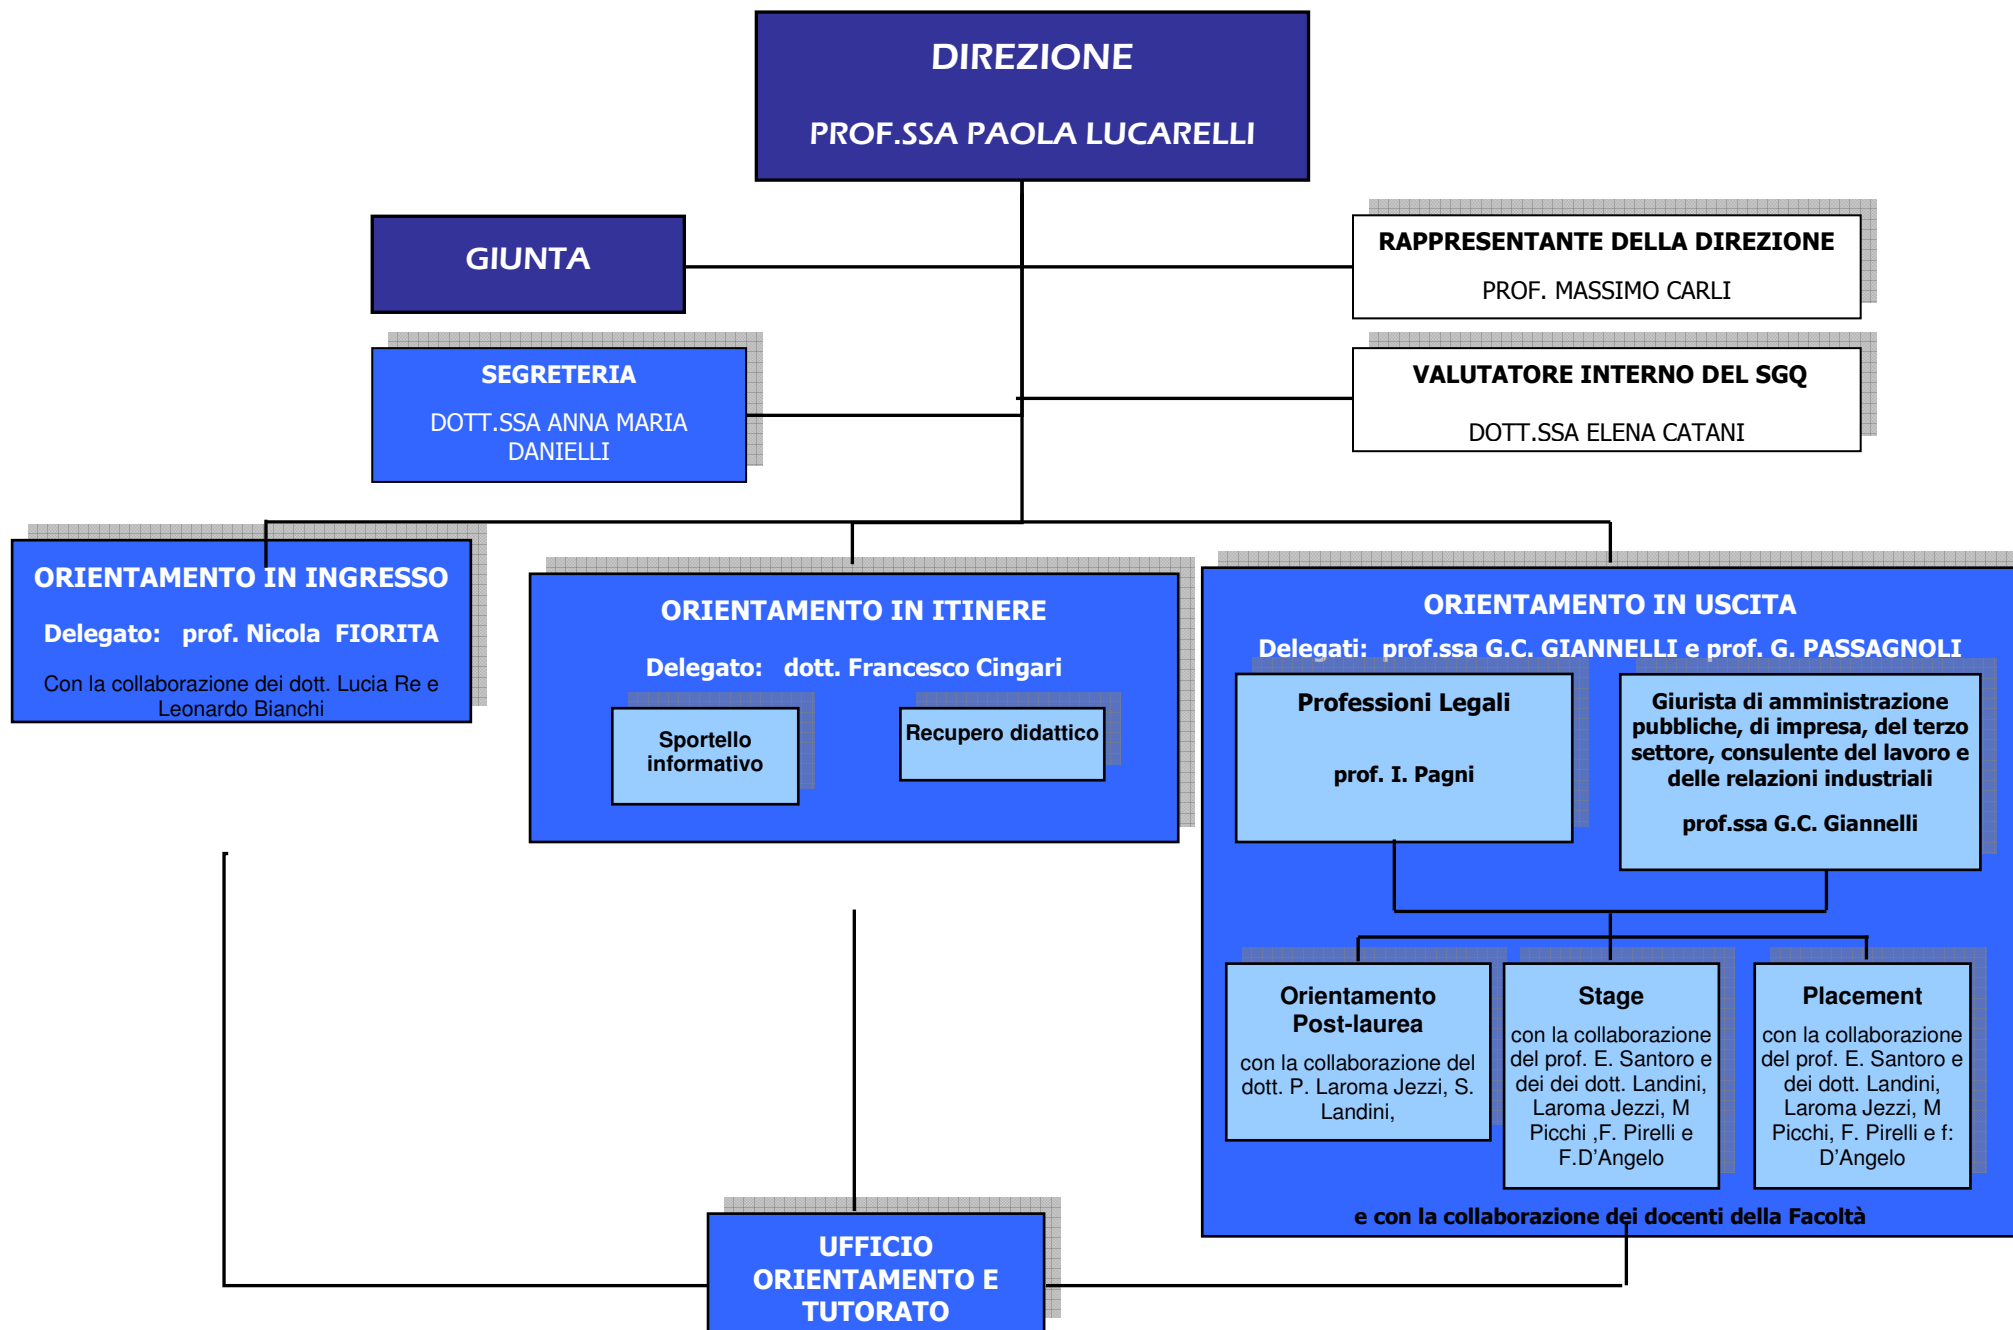 DIREZIONE
PROF.SSA PAOLA LUCARELLI
GIUNTA
RAPPRESENTANTE DELLA DIREZIONE
PROF. MASSIMO CARLI
SEGRETERIA
DOTT.SSA ANNA MARIA
DANIELLI
VALUTATORE INTERNO DEL SGQ
DOTT.SSA ELENA CATANI
ORIENTAMENTO IN INGRESSO
Delegato: prof. Nicola FIORITA
Con la collaborazione dei dott. Lucia Re e
Leonardo Bianchi
ORIENTAMENTO IN ITINERE
Delegato: dott. Francesco Cingari
Sportello
informativo
Recupero didattico
ORIENTAMENTO IN USCITA
Delegati: prof.ssa G.C. GIANNELLI e prof. G. PASSAGNOLI
Professioni Legali
prof. I. Pagni
Giurista di amministrazione
pubbliche, di impresa, del terzo
settore, consulente del lavoro e
delle relazioni industriali
prof.ssa G.C. Giannelli
Orientamento
Post-laurea
con la collaborazione del
dott. P. Laroma Jezzi, S.
Landini,
Stage
con la collaborazione
del prof. E. Santoro e
dei dei dott. Landini,
Laroma Jezzi, M
Picchi ,F. Pirelli e
F.D'Angelo
Placement
con la collaborazione
del prof. E. Santoro e
dei dott. Landini,
Laroma Jezzi, M
Picchi, F. Pirelli e f:
D'Angelo
e con la collaborazione dei docenti della Facoltà
UFFICIO
ORIENTAMENTO E
TUTORATO